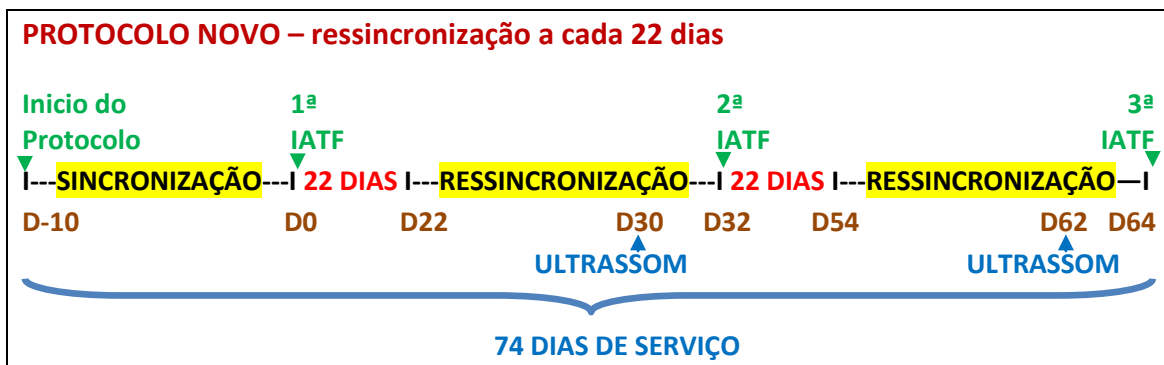 PROTOCOLO NOVO – ressincronização a cada 22 dias
Inicio do 1ª 2ª 3ª
Protocolo IATF IATF IATF
I---SINCRONIZAÇÃO---I 22 DIAS I---RESSINCRONIZAÇÃO---I 22 DIAS I---RESSINCRONIZAÇÃO—I
D-10 D0 D22 D30 D32 D54 D62 D64
ULTRASSOM ULTRASSOM
74 DIAS DE SERVIÇO